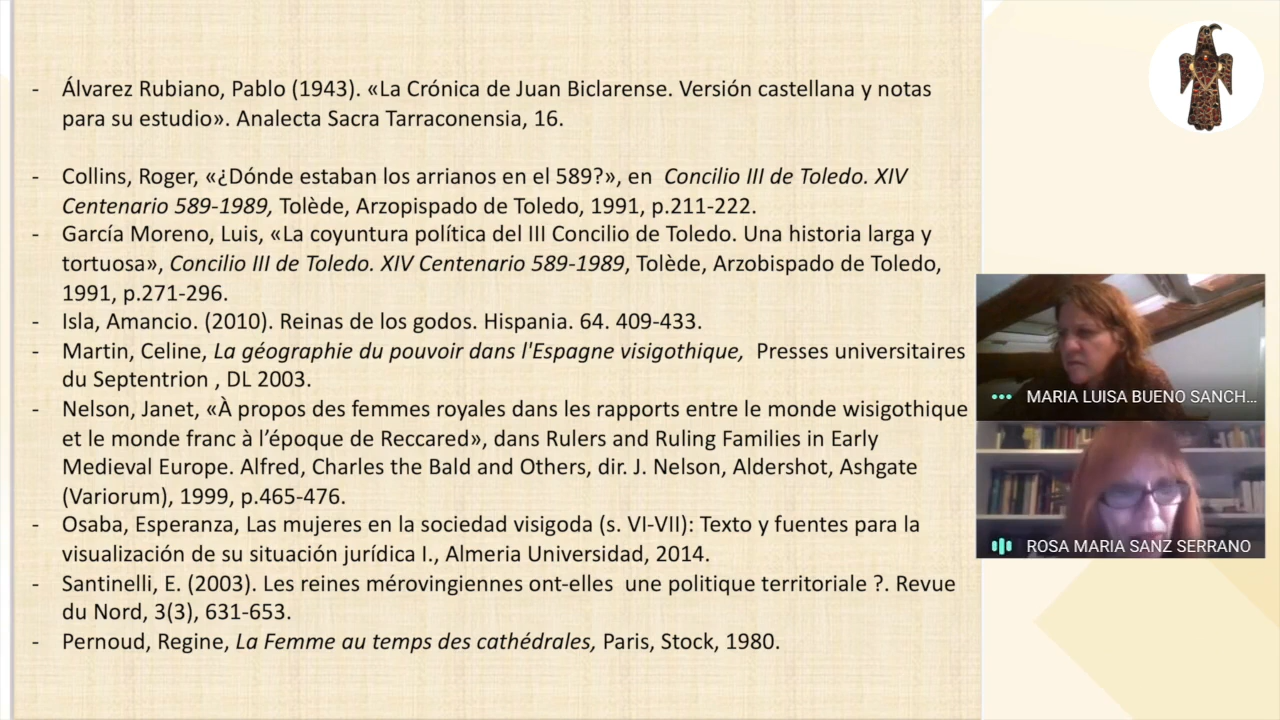 - Álvarez Rubiano, Pablo (1943). «La Crónica de Juan Biclarense. Versión castellana y notas
para su estudio». Analecta Sacra Tarraconensia, 16.
- Collins, Roger, «¿Dónde estaban los arrianos en el 589?», en Concilio III de Toledo. XIV
Centenario 589-1989, Tolède, Arzopispado de Toledo, 1991, p.211-222.
- García Moreno, Luis, «La coyuntura política del III Concilio de Toledo. Una historia larga y
tortuosa», Concilio III de Toledo. XIV Centenario 589-1989, Tolède, Arzobispado de Toledo,
1991, p.271-296.
- Isla, Amancio. (2010). Reinas de los godos. Hispania. 64. 409-433.
- Martin, Celine, La géographie du pouvoir dans l'Espagne visigothique, Presses universitaires
du Septentrion , DL 2003.
- Nelson, Janet, «À propos des femmes royales dans les rapports entre le monde wisigothique
et le monde franc à l’époque de Reccared», dans Rulers and Ruling Families in Early
Medieval Europe. Alfred, Charles the Bald and Others, dir. J. Nelson, Aldershot, Ashgate
(Variorum), 1999, p.465-476.
- Osaba, Esperanza, Las mujeres en la sociedad visigoda (s. VI-VII): Texto y fuentes para la
visualización de su situación jurídica I., Almeria Universidad, 2014.
- Santinelli, E. (2003). Les reines mérovingiennes ont-elles une politique territoriale ?. Revue
du Nord, 3(3), 631-653.
- Pernoud, Regine, La Femme au temps des cathédrales, Paris, Stock, 1980.
MARIA LUISA BUENO SANCH...
ROSA MARIA SANZ SERRANO